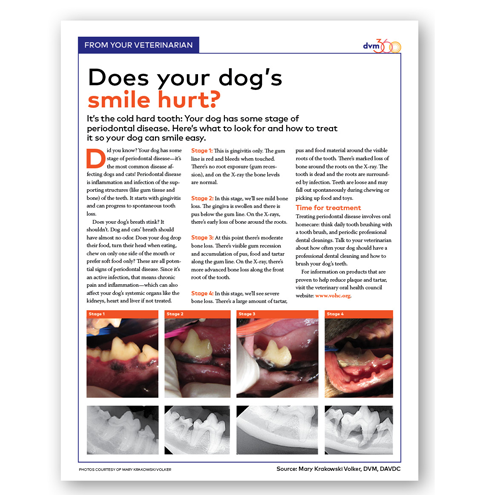 FROM YOUR VETERINARIAN
dvm360
Does your dog's
smile hurt?
It's the cold hard tooth: Your dog has some stage of
periodontal disease. Here's what to look for and how to treat
it so your dog can smile easy.
Did you know? Your dog has some
stage of periodontal disease—it's
the most common disease af-
fecting dogs and cats! Periodontal disease
is inflammation and infection of the sup-
porting structures (like gum tissue and
bone) of the teeth. It starts with gingivitis
and can progress to spontaneous tooth
loss.
Does your dog's breath stink? It
shouldn't. Dog and cats' breath should
have almost no odor. Does your dog drop
their food, turn their head when eating,
chew on only one side of the mouth or
prefer soft food only? These are all poten-
tial signs of periodontal disease. Since it's
an active infection, that means chronic
pain and inflammation—which can also
affect your dog's systemic organs like the
kidneys, heart and liver if not treated.
Stage 1: This is gingivitis only. The gum
line is red and bleeds when touched.
There's no root exposure (gum reces-
sion), and on the X-ray the bone levels
are normal.
Stage 2: In this stage, we'll see mild bone
loss. The gingiva is swollen and there is
pus below the gum line. On the X-rays,
there's early loss of bone around the roots.
Stage 3: At this point there's moderate
bone loss. There's visible gum recession
and accumulation of pus, food and tartar
along the gum line. On the X-ray, there's
more advanced bone loss along the front
root of the tooth.
Stage 4: In this stage, we'll see severe
bone loss. There's a large amount of tartar,
pus and food material around the visible
roots of the tooth. There's marked loss of
bone around the roots on the X-ray. The
tooth is dead and the roots are surround-
ed by infection. Teeth are loose and may
fall out spontaneously during chewing or
picking up food and toys.
Time for treatment
Treating periodontal disease involves oral
homecare: think daily tooth brushing with
a tooth brush, and periodic professional
dental cleanings. Talk to your veterinarian
about how often your dog should have a
professional dental cleaning and how to
brush your dog's teeth.
For information on products that are
proven to help reduce plaque and tartar,
visit the veterinary oral health council
website: www.vohc.org.
Stage 1
Stage 2
Stage 3
Stage 4
PHOTOS COURTESY OF MARY KRAKOWSKI VOLKER
Source: Mary Krakowski Volker, DVM, DAVDC